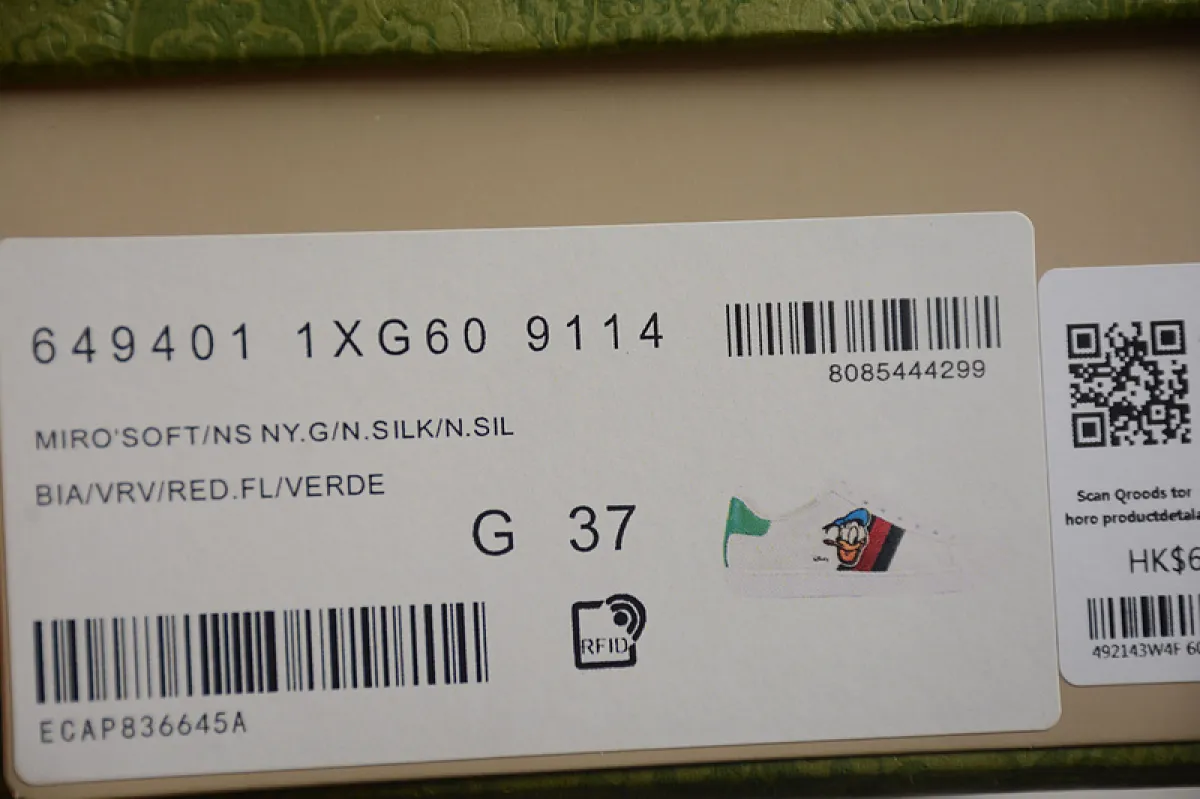 649401 1XG60 9114
8085444299
MIRO'SOFT/NS NY.G/N.SILK/N.SIL
BIA/VRV/RED.FL/VERDE
G 37
RFID
ECAP836645A
Scan Qroods tor
horo productdetala
HK$6
492143W4F 60